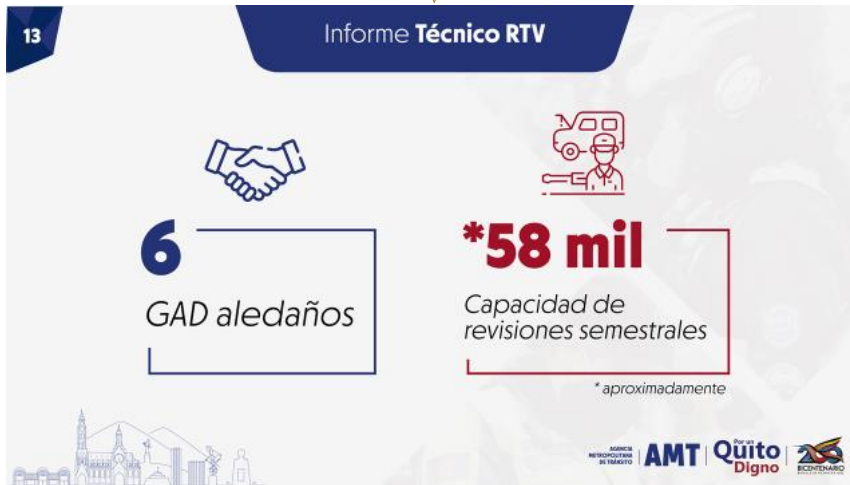 13
Informe Técnico RTV
6
GAD aledaños
*58 mil
Capacidad de
revisiones semestrales
* aproximadamente
AGENCIA
METROPOLITANA
DE TRÁNSITO
AMT
Por un
Quito
Digno
BICENTENARIO